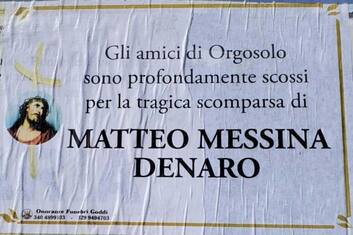 Gli amici di Orgosolo
sono profondamente scossi
per la tragica scomparsa di
MATTEO MESSINA
DENARO
Onoranze Funebri Goddi